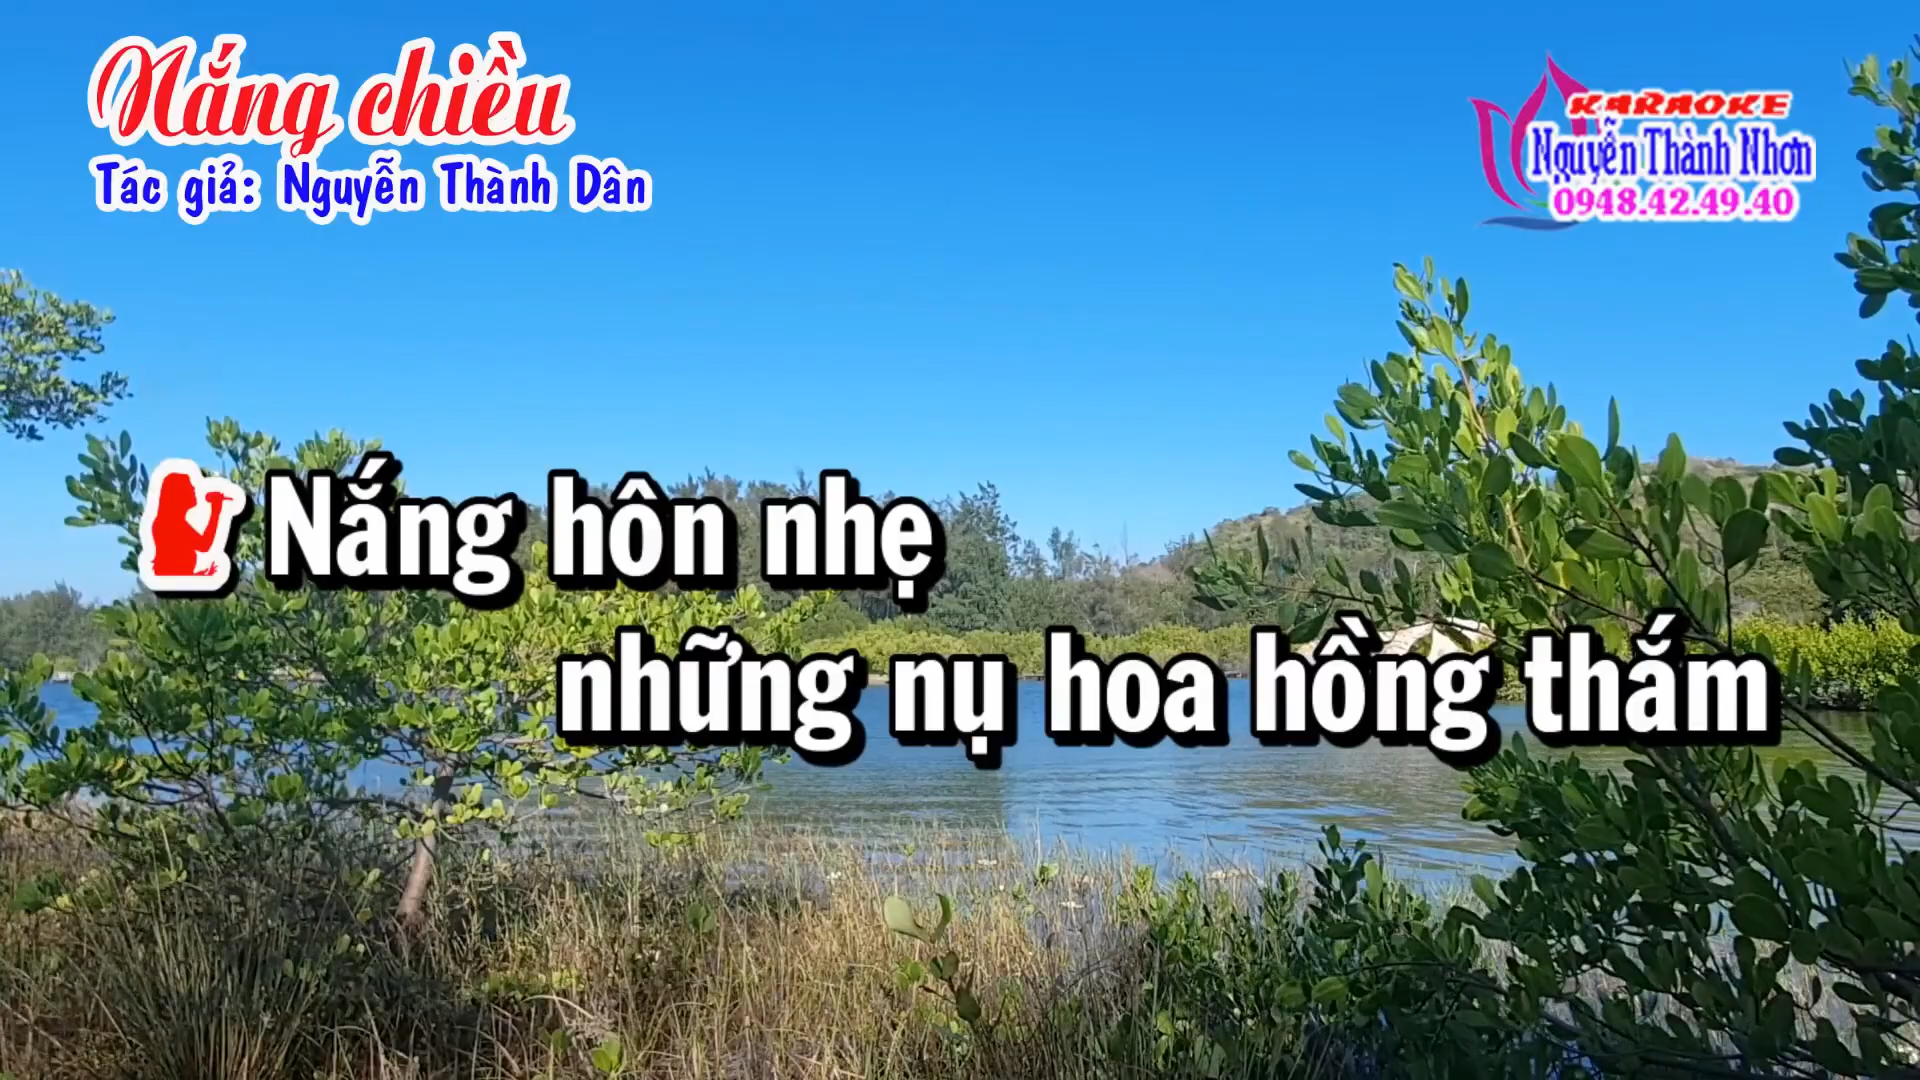 Nắng chiều
Tác giả: Nguyễn Thành Dân
KARAOKE
Nguyễn Thành Nhơn
0948.42.49.40
Nắng hôn nhẹ
những nụ hoa hồng thắm